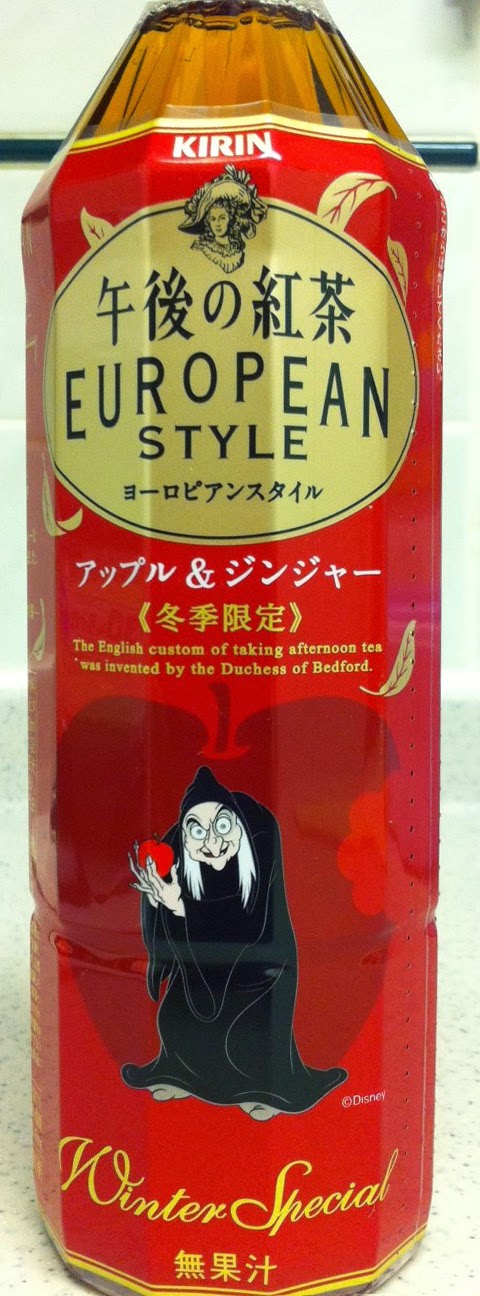 KIRIN
午後の紅茶
EUROPEAN
STYLE
ヨーロピアンスタイル
アップル & ジンジャー
《冬季限定》
The English custom of taking afternoon tea
was invented by the Duchess of Bedford.
©Disney
Winter Special
無果汁